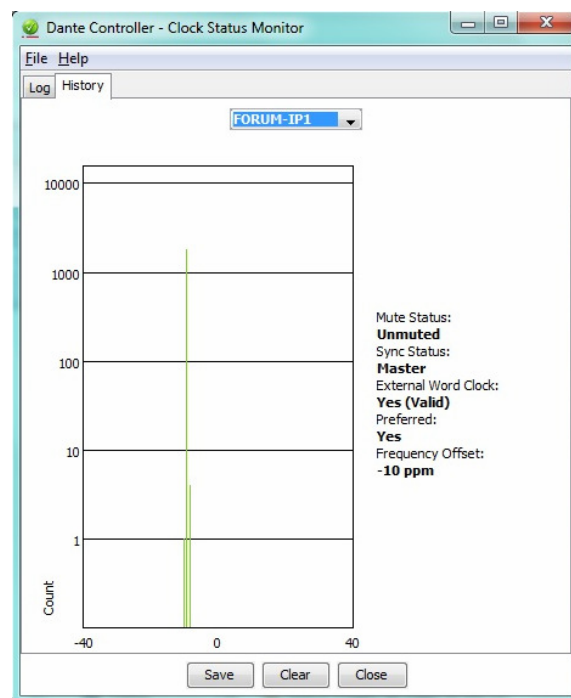 Dante Controller - Clock Status Monitor
File Help
Log History
FORUM-IP1
10000
1000
100
10
1
Count
-40 0 40
Mute Status:
Unmuted
Sync Status:
Master
External Word Clock:
Yes (Valid)
Preferred:
Yes
Frequency Offset:
-10 ppm
Save Clear Close